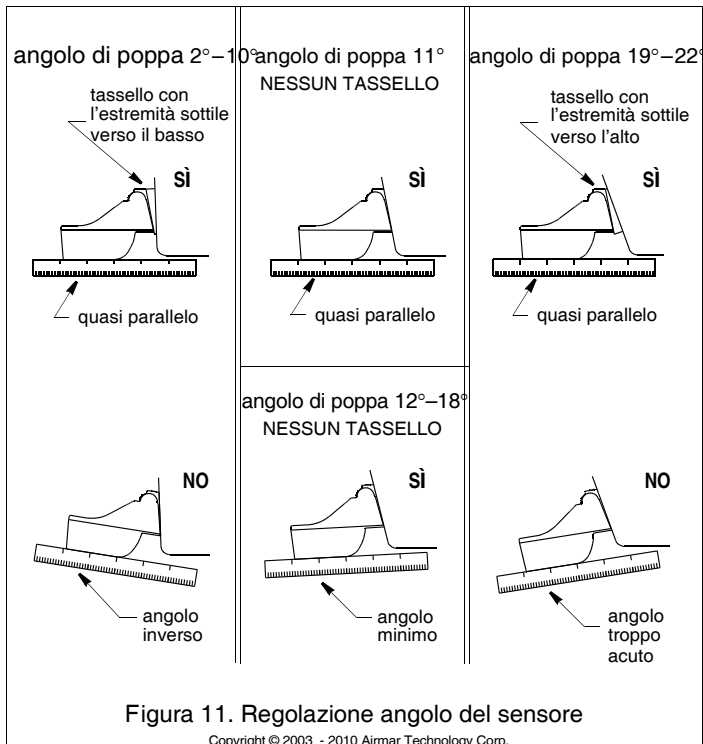 angolo di poppa 2°–10°
tassello con
l'estremità sottile
verso il basso
SÌ
quasi parallelo
NO
angolo
inverso
angolo di poppa 11°
NESSUN TASSELLO
SÌ
quasi parallelo
angolo di poppa 12°–18°
NESSUN TASSELLO
SÌ
angolo
minimo
angolo di poppa 19°–22°
tassello con
l'estremità sottile
verso l'alto
SÌ
quasi parallelo
NO
angolo
troppo
acuto
Figura 11. Regolazione angolo del sensore
Copyright © 2003 - 2010 Airmar Technology Corp.